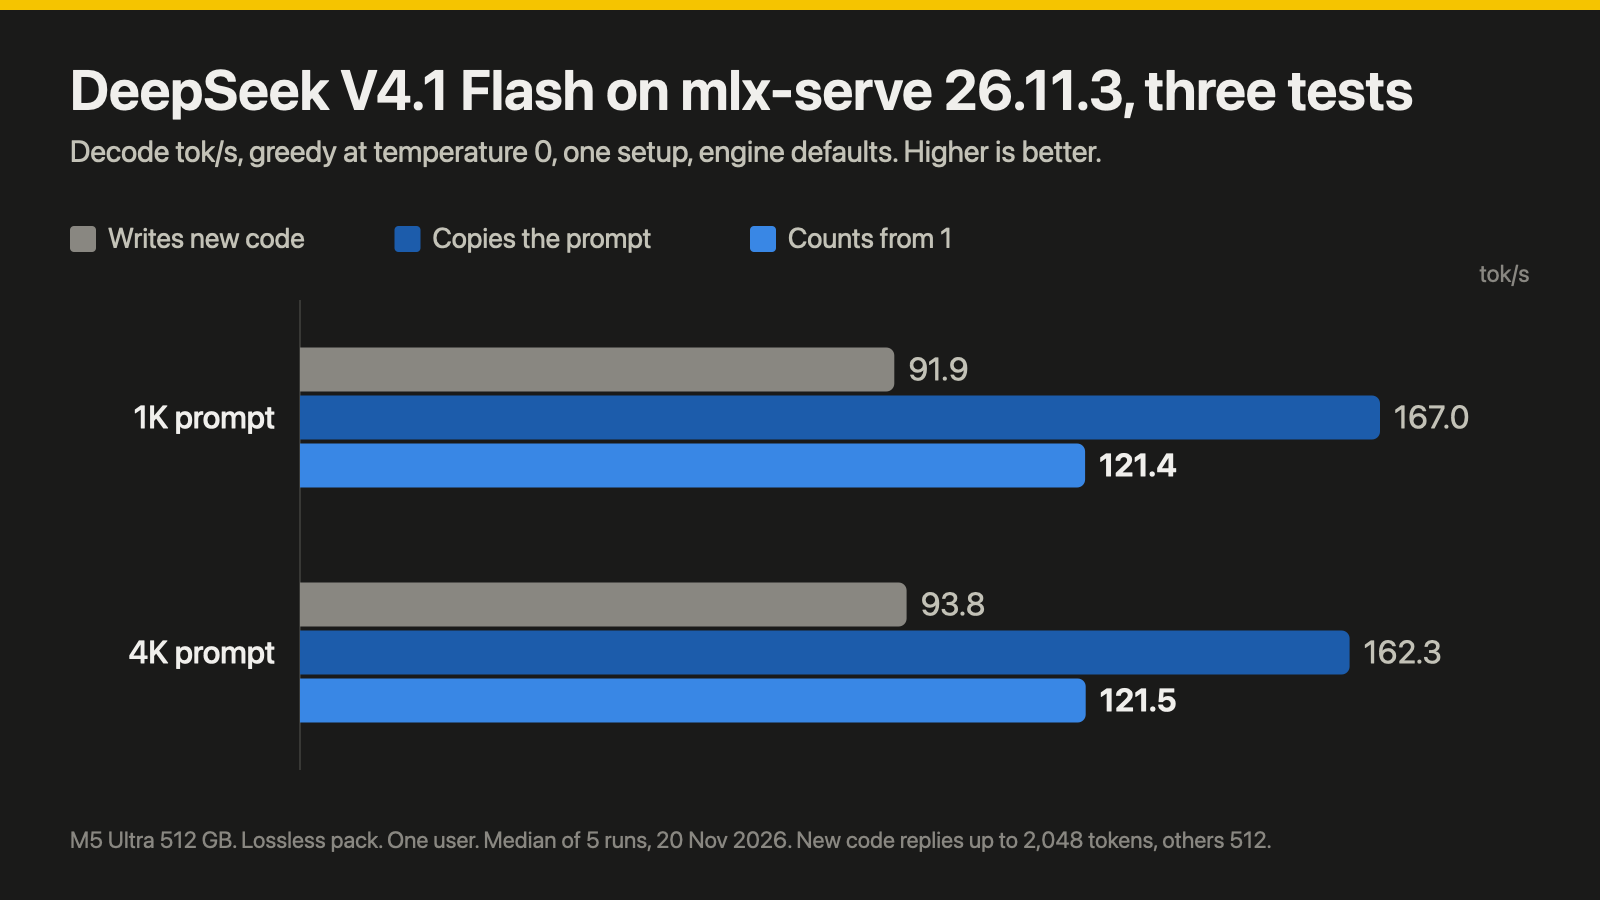 DeepSeek V4.1 Flash on mlx-serve 26.11.3, three tests
Decode tok/s, greedy at temperature 0, one setup, engine defaults. Higher is better.
Writes new code
Copies the prompt
Counts from 1
tok/s
91.9
1K prompt
167.0
121.4
93.8
4K prompt
162.3
121.5
M5 Ultra 512 GB. Lossless pack. One user. Median of 5 runs, 20 Nov 2026. New code replies up to 2,048 tokens, others 512.